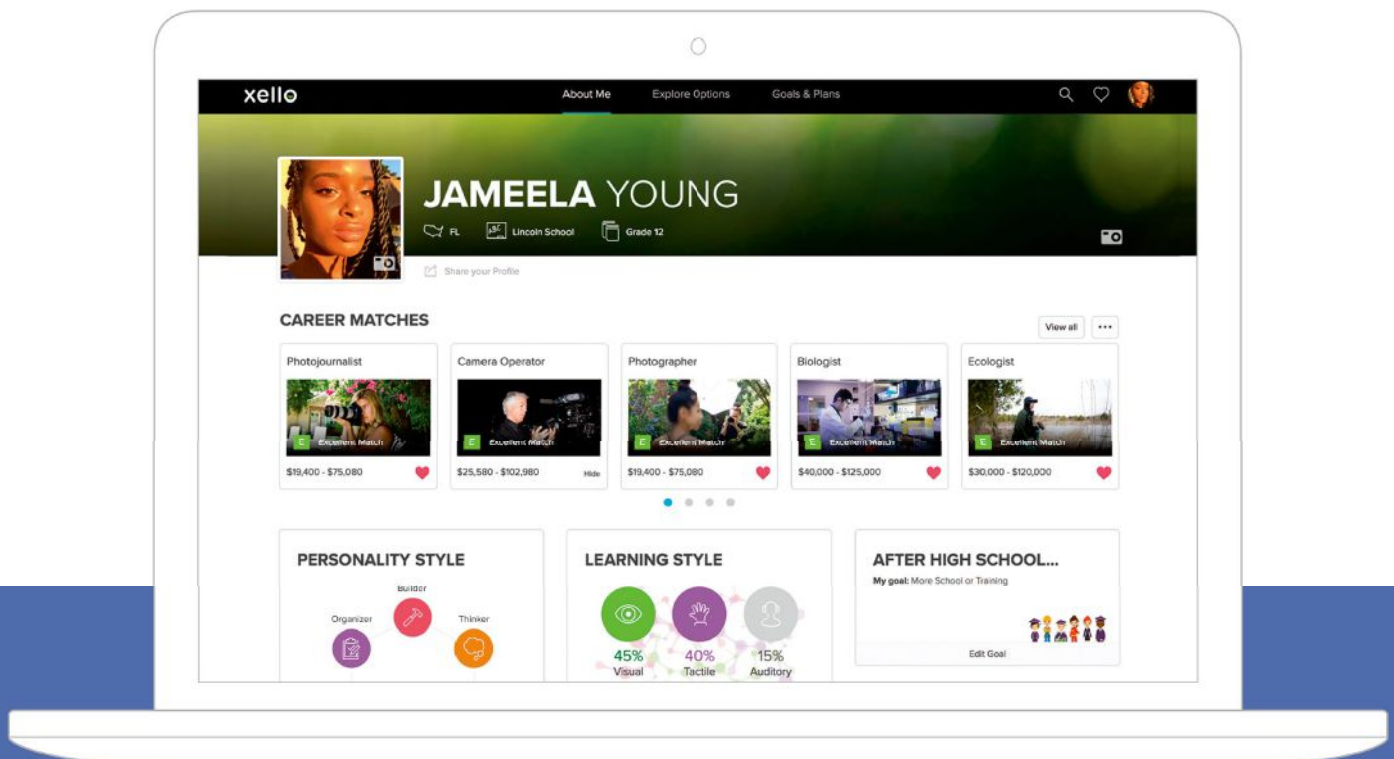 xello
About Me Explore Options Goals & Plans
JAMEELA YOUNG
FL Lincoln School Grade 12
Share your Profile
CAREER MATCHES
View all
Photojournalist Camera Operator Photographer Biologist Ecologist
E Excellent Match E Excellent Match E Excellent Match E Excellent Match E Excellent Match
$19,400 - $75,080 $25,580 - $102,980 Hide $19,400 - $75,080 $40,000 - $125,000 $30,000 - $120,000
PERSONALITY STYLE
Builder
Organizer Thinker
LEARNING STYLE
45% 40% 15%
Visual Tactile Auditory
AFTER HIGH SCHOOL...
My goal: More School or Training
Edit Goal